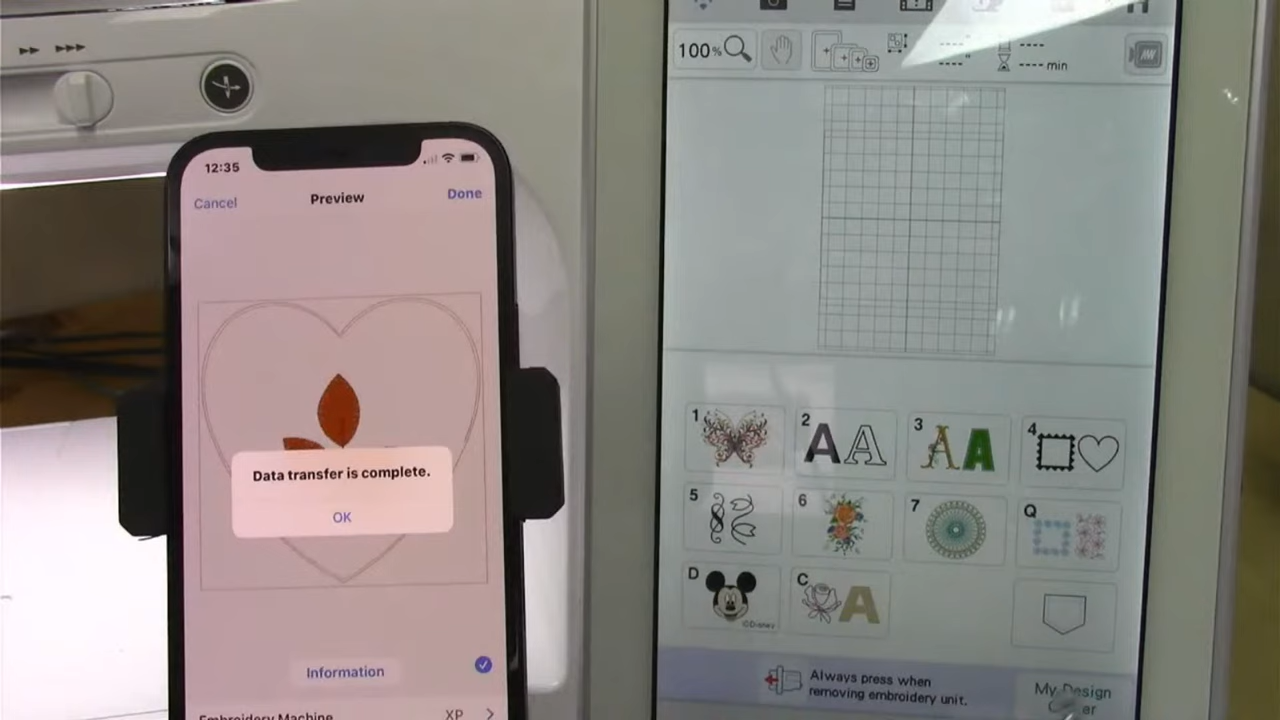 12:35
Cancel
Preview
Done
Data transfer is complete.
OK
Information
Embroidery Machine
XP
100%
---- min
1
2
AA
3
AA
4
5
6
7
Q
D
©Disney
C
A
Always press when
removing embroidery unit.
My Design